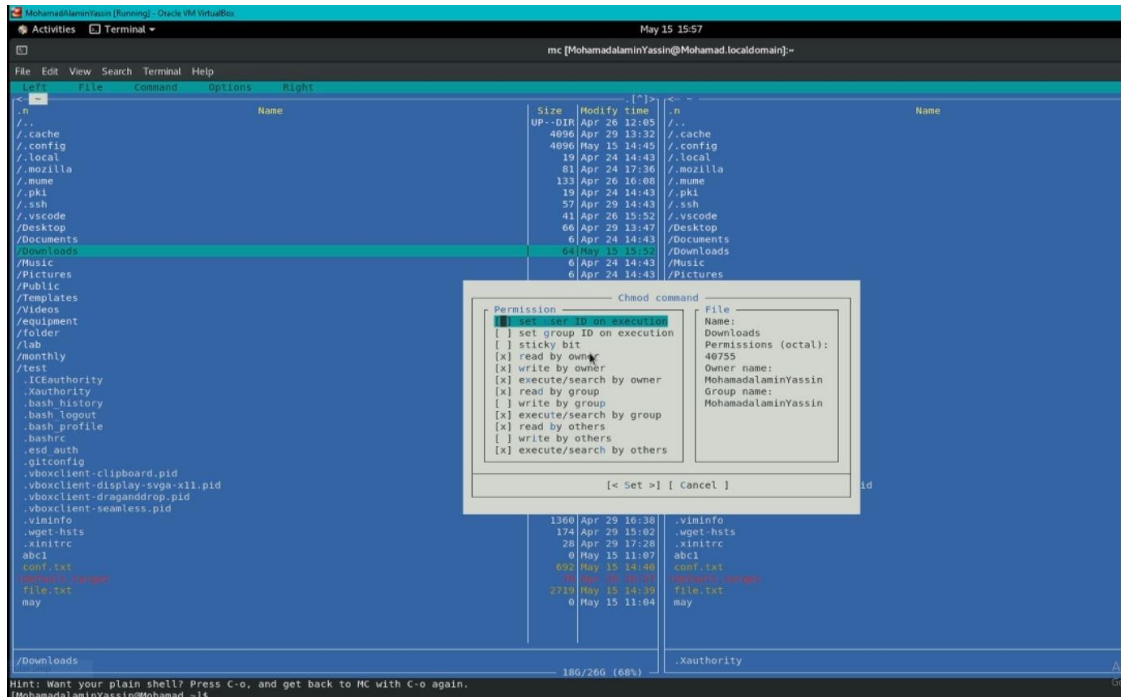 MohamadAlaminYassin [Running] - Oracle VM VirtualBox
Activities Terminal May 15 15:57
mc [MohamadalaminYassin@Mohamad.localdomain]:~
File Edit View Search Terminal Help
Left File Command Options Right
<- ~ .[^]> <- ~
.n Name Size Modify time .n Name
/.. UP--DIR Apr 26 12:05 /..
/.cache 4096 Apr 29 13:32 /.cache
/.config 4096 May 15 14:45 /.config
/.local 19 Apr 24 14:43 /.local
/.mozilla 81 Apr 24 17:36 /.mozilla
/.mume 133 Apr 26 16:08 /.mume
/.pki 19 Apr 24 14:43 /.pki
/.ssh 57 Apr 29 14:43 /.ssh
/.vscode 41 Apr 26 15:52 /.vscode
/Desktop 66 Apr 29 13:47 /Desktop
/Documents 6 Apr 24 14:43 /Documents
/Downloads 64 May 15 15:52 /Downloads
/Music 6 Apr 24 14:43 /Music
/Pictures 6 Apr 24 14:43 /Pictures
/Public
/Templates
/Videos
/equipment
/folder
/lab
/monthly
/test
.ICEauthority
.Xauthority
.bash_history
.bash_logout
.bash_profile
.bashrc
.esd_auth
.gitconfig
.vboxclient-clipboard.pid
.vboxclient-display-svga-x11.pid
.vboxclient-draganddrop.pid
.vboxclient-seamless.pid
.viminfo 1360 Apr 29 16:38 .viminfo
.wget-hsts 174 Apr 29 15:02 .wget-hsts
.xinitrc 28 Apr 29 17:28 .xinitrc
abc1 0 May 15 11:07 abc1
conf.txt 692 May 15 14:40 conf.txt
file.txt 2719 May 15 14:39 file.txt
may 0 May 15 11:04 may
Chmod command
Permission
[ ] set user ID on execution
[ ] set group ID on execution
[ ] sticky bit
[x] read by owner
[x] write by owner
[x] execute/search by owner
[x] read by group
[ ] write by group
[x] execute/search by group
[x] read by others
[ ] write by others
[x] execute/search by others
File
Name:
Downloads
Permissions (octal):
40755
Owner name:
MohamadalaminYassin
Group name:
MohamadalaminYassin
[< Set >] [ Cancel ]
id
/Downloads .Xauthority
18G/26G (68%)
Hint: Want your plain shell? Press C-o, and get back to MC with C-o again.
[MohamadalaminYassin@Mohamad ~]$